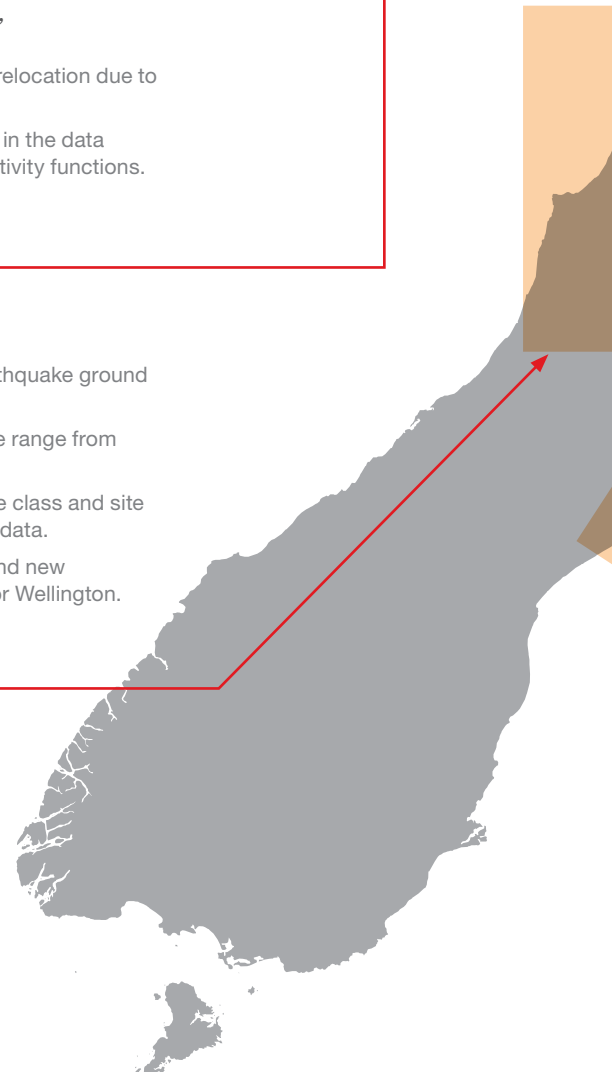 ,
relocation due to
in the data
tivity functions.
thquake ground
e range from
e class and site
data.
nd new
or Wellington.